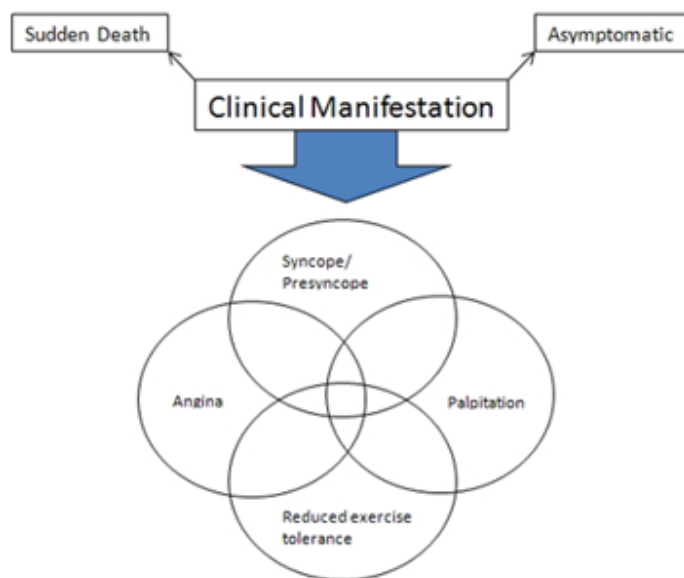 Sudden Death
Asymptomatic
Clinical Manifestation
Syncope/
Presyncope
Angina
Palpitation
Reduced exercise
tolerance